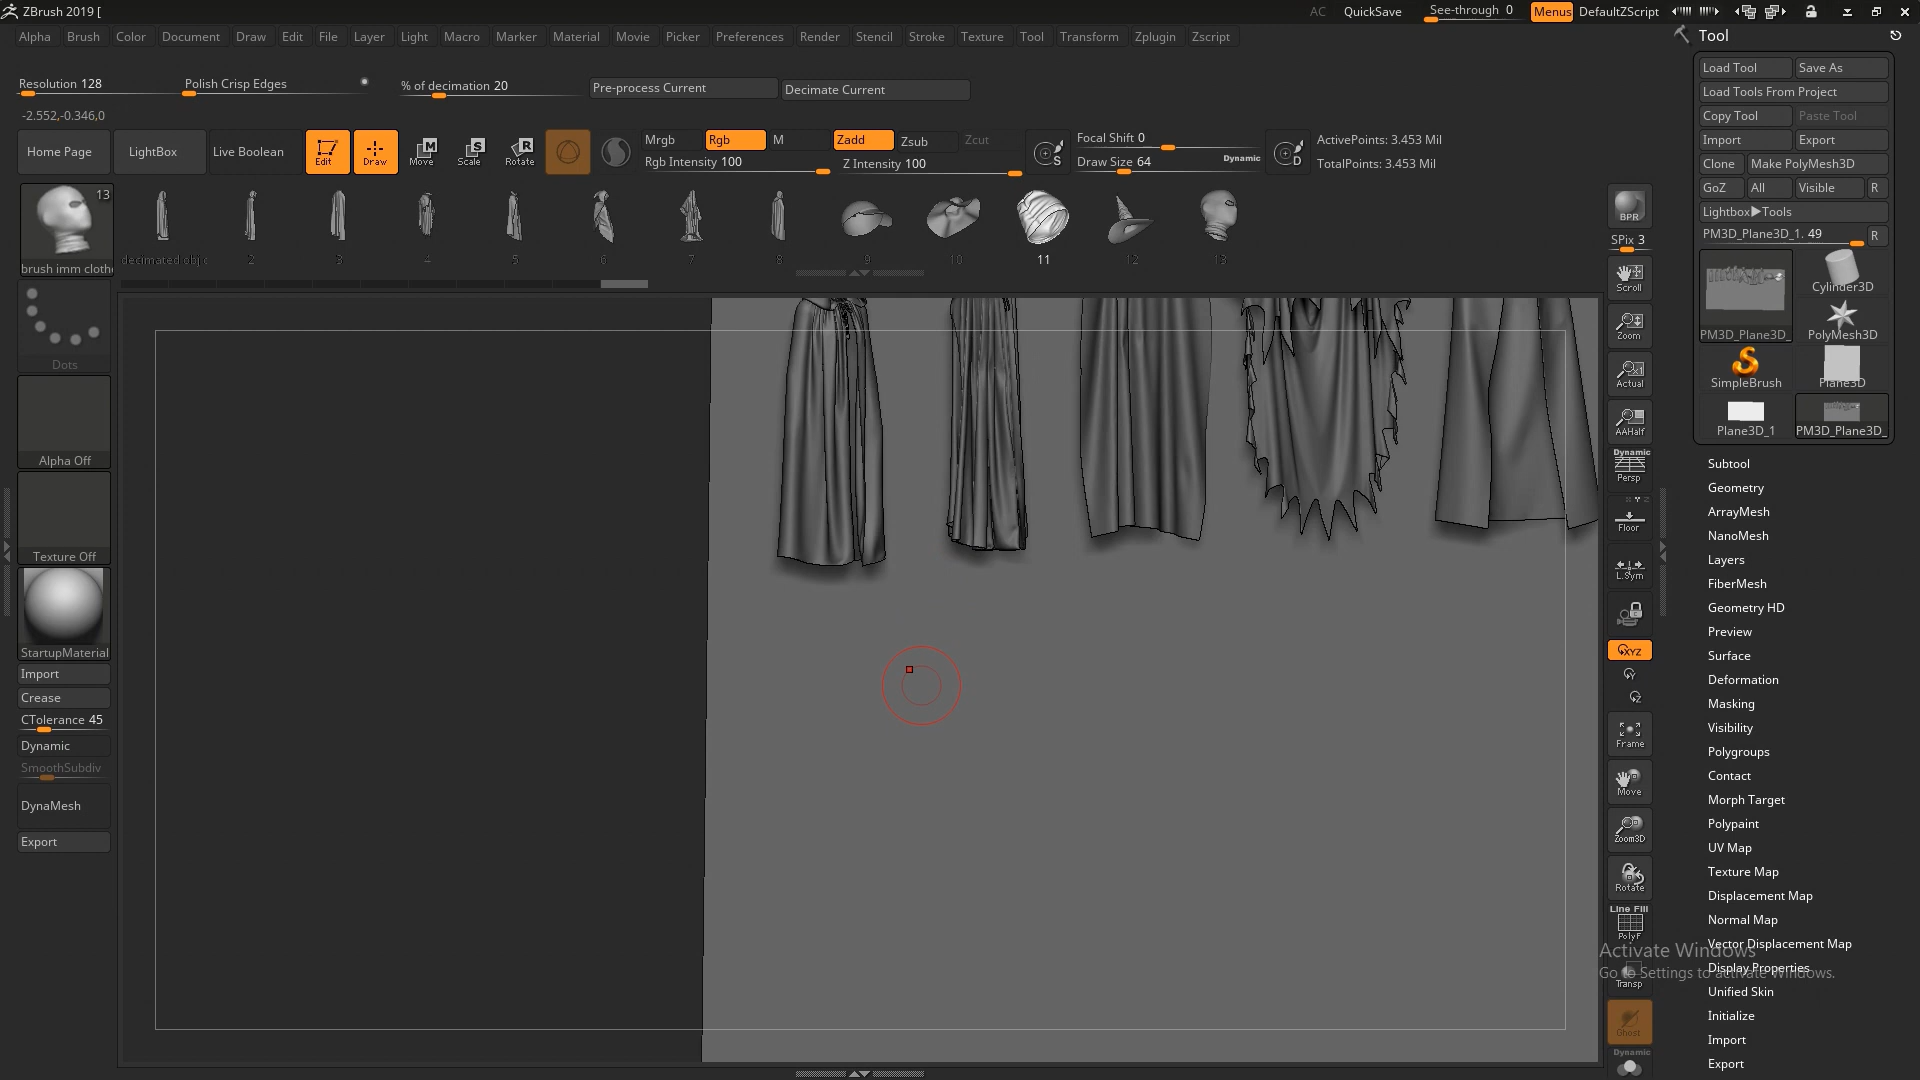 ZBrush 2019 [
AC QuickSave See-through 0 Menus DefaultZScript
Alpha Brush Color Document Draw Edit File Layer Light Macro Marker Material Movie Picker Preferences Render Stencil Stroke Texture Tool Transform Zplugin Zscript
Resolution 128 Polish Crisp Edges % of decimation 20 Pre-process Current Decimate Current
-2.552,-0.346,0
Home Page LightBox Live Boolean Edit Draw Move Scale Rotate
M S R
Mrgb Rgb M Zadd Zsub Zcut
Rgb Intensity 100 Z Intensity 100
S Focal Shift 0 D ActivePoints: 3.453 Mil
Draw Size 64 Dynamic TotalPoints: 3.453 Mil
13
brush imm clothe
decimated objc 2 3 4 5 6 7 8 9 10 11 12 13
Dots
Alpha Off
Texture Off
StartupMaterial
Import
Crease
CTolerance 45
Dynamic
SmoothSubdiv
DynaMesh
Export
BPR
SPix 3
Scroll
Zoom
Actual
AAHalf
Dynamic
Persp
Floor
L.Sym
XYZ
Y
Z
Frame
Move
Zoom3D
Rotate
Line Fill
PolyF
Transp
Ghost
Dynamic
Tool
Load Tool Save As
Load Tools From Project
Copy Tool Paste Tool
Import Export
Clone Make PolyMesh3D
GoZ All Visible R
Lightbox▶Tools
PM3D_Plane3D_1. 49 R
PM3D_Plane3D_ Cylinder3D
PolyMesh3D
SimpleBrush Plane3D
Plane3D_1 PM3D_Plane3D_
Subtool
Geometry
ArrayMesh
NanoMesh
Layers
FiberMesh
Geometry HD
Preview
Surface
Deformation
Masking
Visibility
Polygroups
Contact
Morph Target
Polypaint
UV Map
Texture Map
Displacement Map
Normal Map
Vector Displacement Map
Display Properties
Unified Skin
Initialize
Import
Export
Activate Windows
Go to Settings to activate Windows.